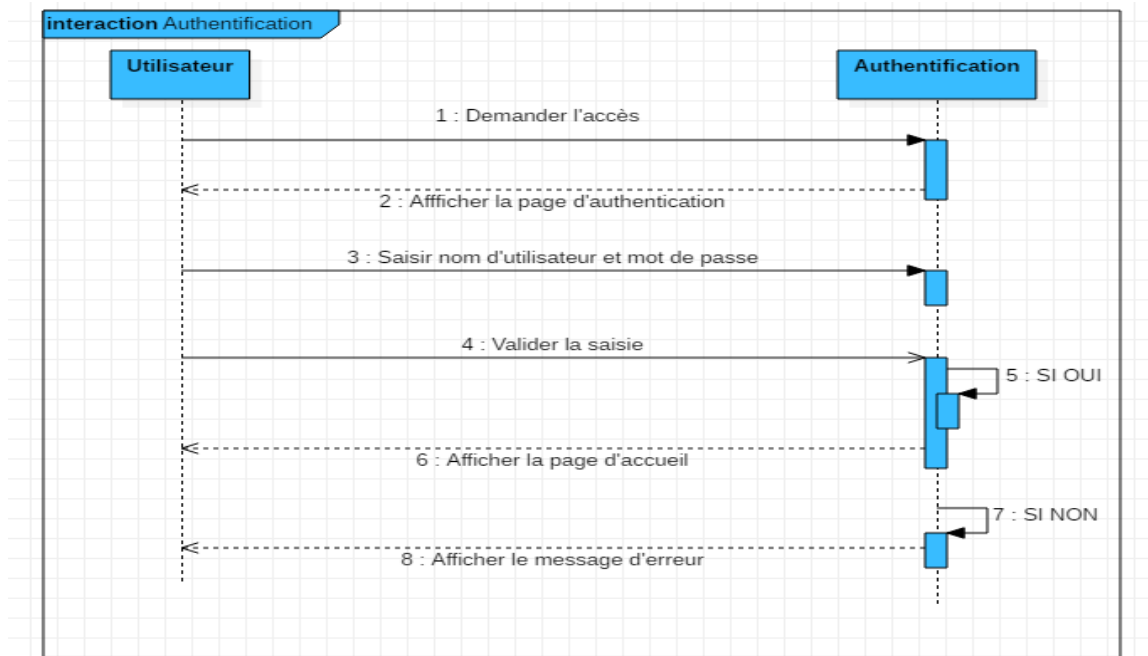 interaction Authentification
Utilisateur
Authentification
1 : Demander l'accès
2 : Affficher la page d'authentication
3 : Saisir nom d'utilisateur et mot de passe
4 : Valider la saisie
5 : SI OUI
6 : Afficher la page d'accueil
7 : SI NON
8 : Afficher le message d'erreur